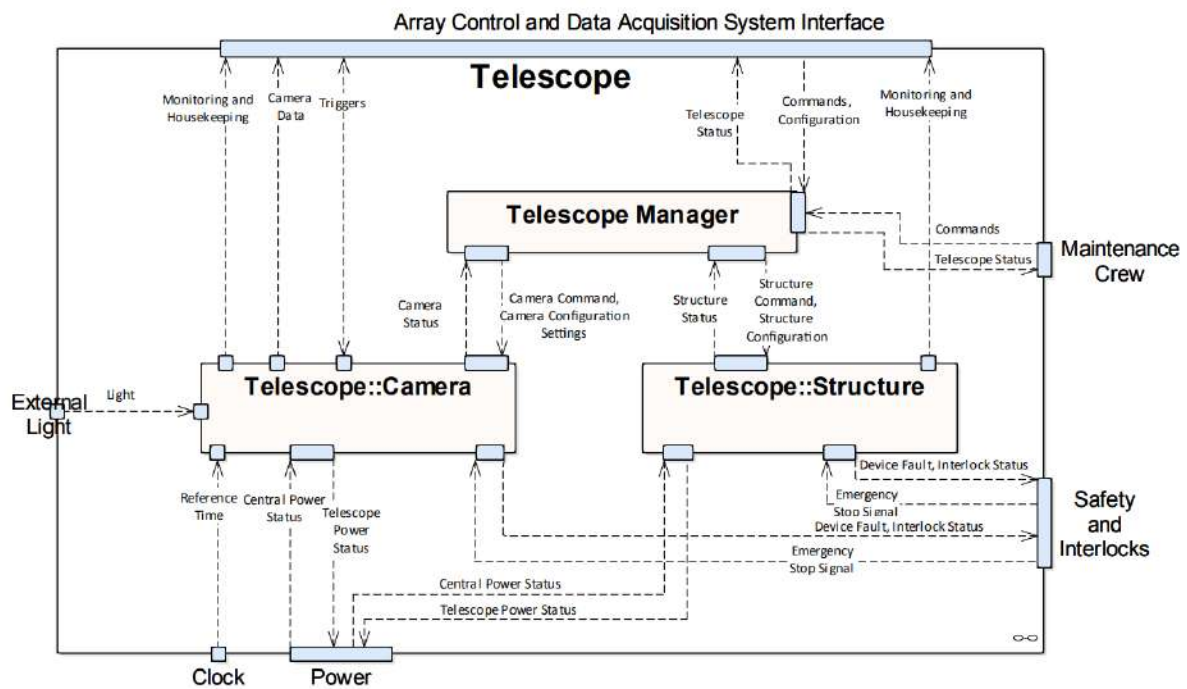 Array Control and Data Acquisition System Interface
Telescope
Monitoring and
Housekeeping
Camera
Data
Triggers
Telescope
Status
Commands,
Configuration
Monitoring and
Housekeeping
Telescope Manager
Commands
Telescope Status
Maintenance
Crew
Camera
Status
Camera Command,
Camera Configuration
Settings
Structure
Status
Structure
Command,
Structure
Configuration
Telescope::Camera
Telescope::Structure
Light
External
Light
Reference
Time
Central Power
Status
Telescope
Power
Status
Device Fault, Interlock Status
Emergency
Stop Signal
Device Fault, Interlock Status
Emergency
Stop Signal
Safety
and
Interlocks
Central Power Status
Telescope Power Status
Clock
Power